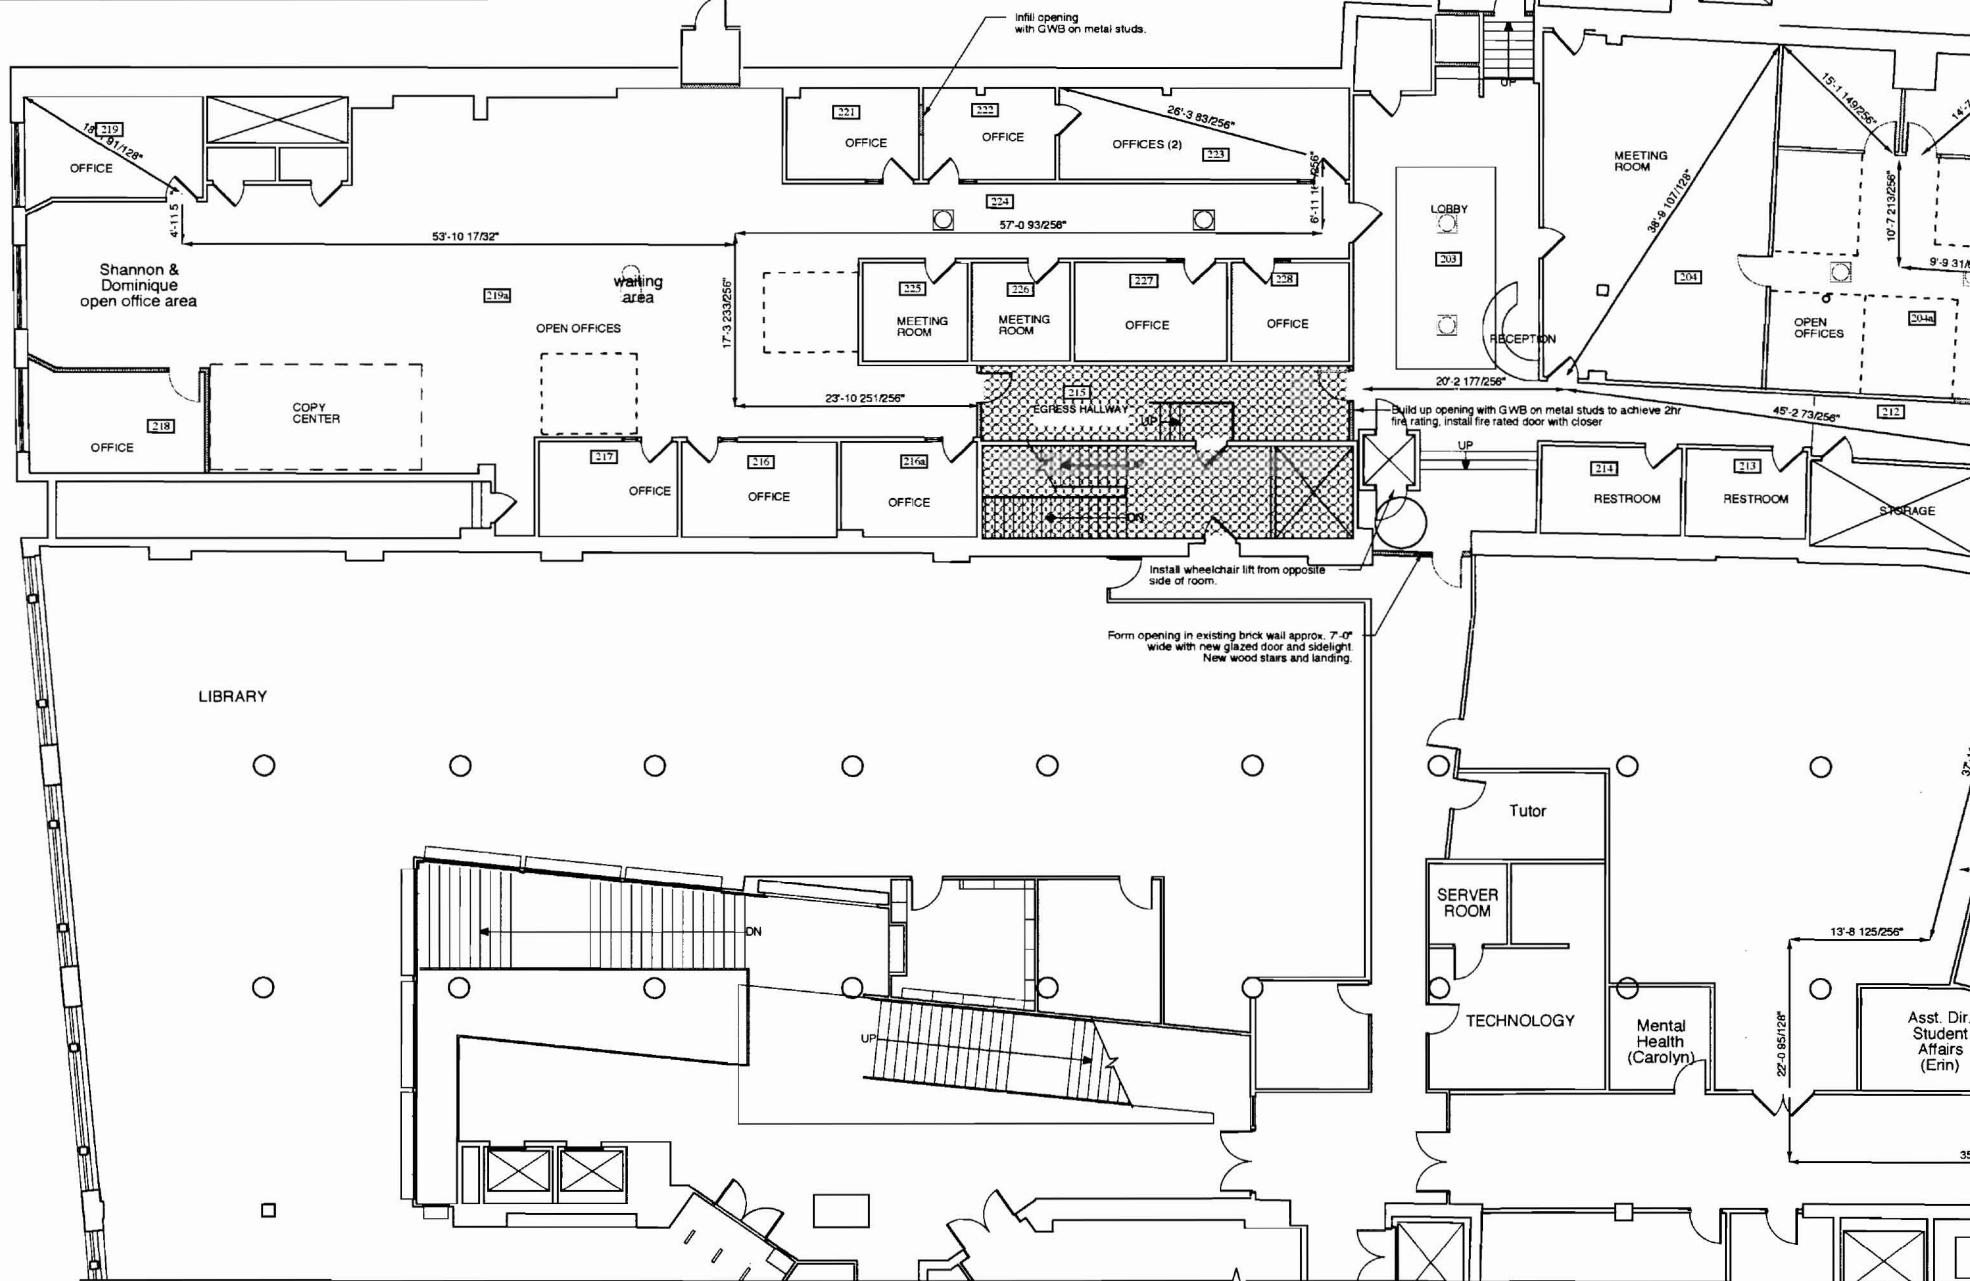 Infill opening
with GWB on metal studs.
219
OFFICE
221
OFFICE
222
OFFICE
OFFICES (2)
223
26'-3 83/256"
224
57'-0 93/256"
53'-10 17/32"
Shannon &
Dominique
open office area
219a
waiting
area
OPEN OFFICES
17'-3 233/256"
23'-10 251/256"
225
MEETING
ROOM
226
MEETING
ROOM
227
OFFICE
228
OFFICE
LOBBY
203
RECEPTION
UP
MEETING
ROOM
38'-9 107/128"
204
15'-1 149/256"
10'-7 213/256"
OPEN
OFFICES
204a
20'-2 177/256"
45'-2 73/256"
212
COPY
CENTER
218
OFFICE
217
OFFICE
216
OFFICE
216a
OFFICE
215
EGRESS HALLWAY
UP
DN
Build up opening with GWB on metal studs to achieve 2hr
fire rating, install fire rated door with closer
UP
214
RESTROOM
213
RESTROOM
STORAGE
Install wheelchair lift from opposite
side of room.
Form opening in existing brick wall approx. 7'-0"
wide with new glazed door and sidelight.
New wood stairs and landing.
LIBRARY
Tutor
SERVER
ROOM
TECHNOLOGY
DN
UP
13'-8 125/256"
22'-0 95/128"
Mental
Health
(Carolyn)
Asst. Dir.
Student
Affairs
(Erin)